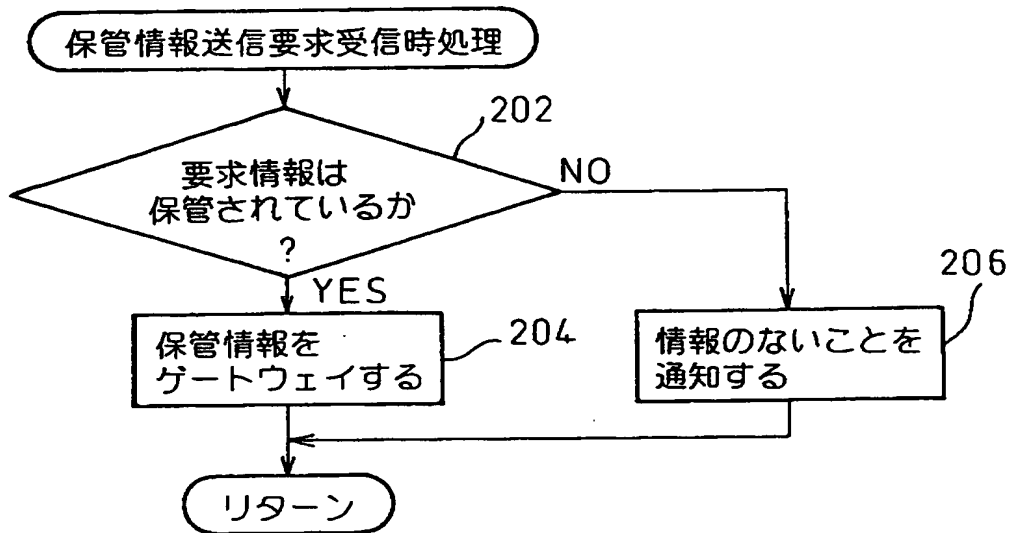 保管情報送信要求受信時処理
202
要求情報は
保管されているか
?
NO
YES
保管情報を
ゲートウェイする
204
206
情報のないことを
通知する
リターン